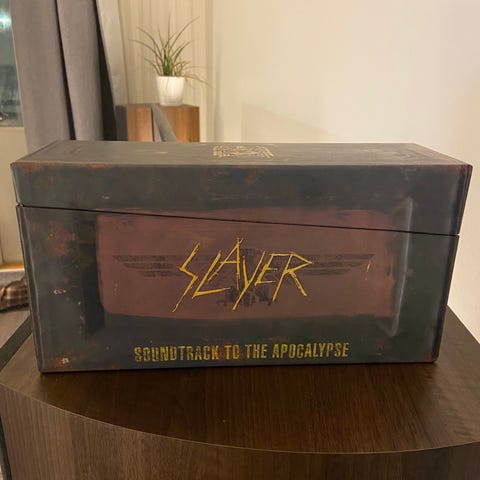 SLAYER
SOUNDTRACK TO THE APOCALYPSE